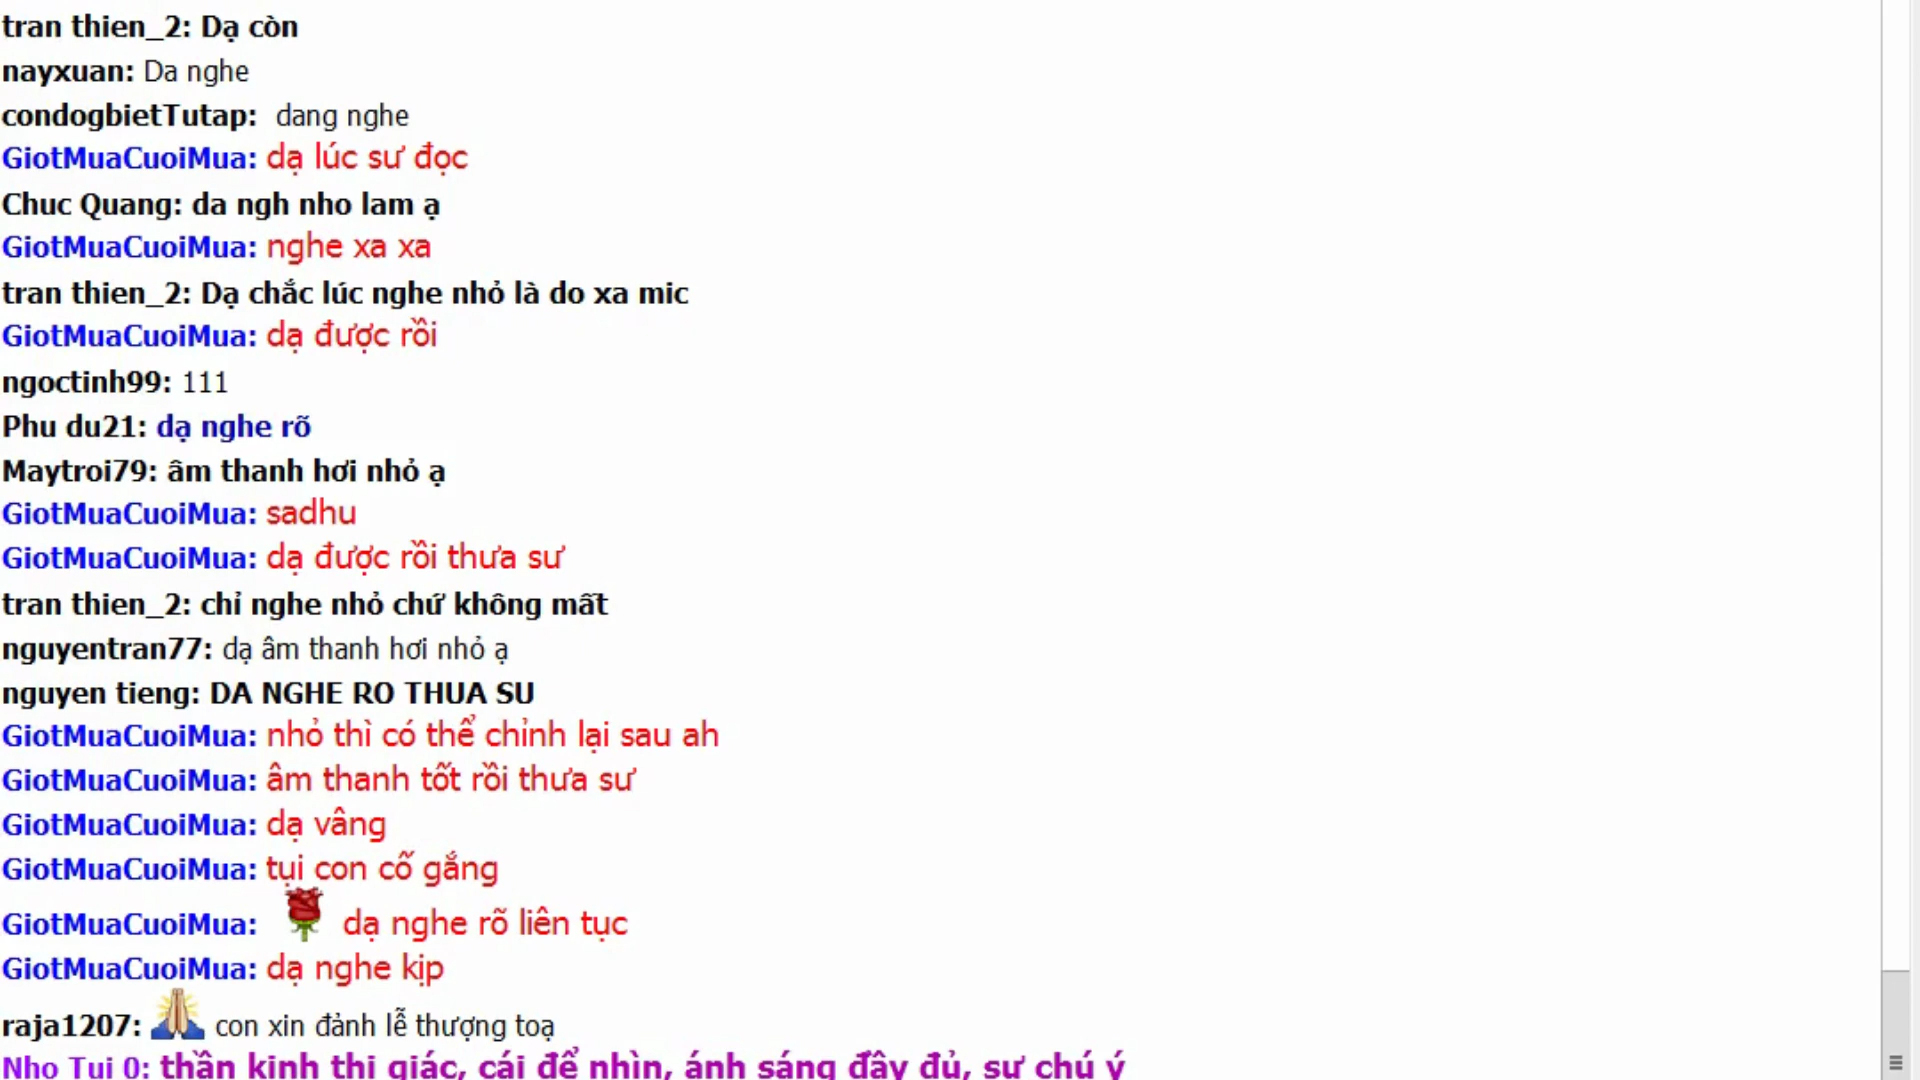 tran thien_2: Dạ còn
nayxuan: Da nghe
condogbietTutap: dang nghe
GiotMuaCuoiMua: dạ lúc sư đọc
Chuc Quang: da ngh nho lam ạ
GiotMuaCuoiMua: nghe xa xa
tran thien_2: Dạ chắc lúc nghe nhỏ là do xa mic
GiotMuaCuoiMua: dạ được rồi
ngoctinh99: 111
Phu du21: dạ nghe rõ
Maytroi79: âm thanh hơi nhỏ ạ
GiotMuaCuoiMua: sadhu
GiotMuaCuoiMua: dạ được rồi thưa sư
tran thien_2: chỉ nghe nhỏ chứ không mất
nguyentran77: dạ âm thanh hơi nhỏ ạ
nguyen tieng: DA NGHE RO THUA SU
GiotMuaCuoiMua: nhỏ thì có thể chỉnh lại sau ah
GiotMuaCuoiMua: âm thanh tốt rồi thưa sư
GiotMuaCuoiMua: dạ vâng
GiotMuaCuoiMua: tụi con cố gắng
GiotMuaCuoiMua: dạ nghe rõ liên tục
GiotMuaCuoiMua: dạ nghe kịp
raja1207: con xin đảnh lễ thượng toạ
Nho Tui 0: thần kinh thị giác, cái để nhìn, ánh sáng đầy đủ, sự chú ý